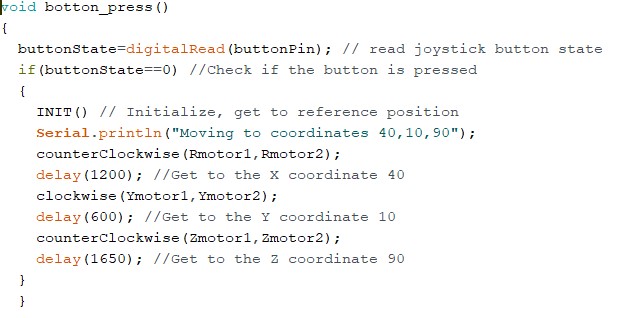 void botton_press()
{
buttonState=digitalRead(buttonPin); // read joystick button state
if(buttonState==0) //Check if the button is pressed
{
INIT() // Initialize, get to reference position
Serial.println("Moving to coordinates 40,10,90");
counterClockwise(Rmotor1,Rmotor2);
delay(1200); //Get to the X coordinate 40
clockwise(Ymotor1,Ymotor2);
delay(600); //Get to the Y coordinate 10
counterClockwise(Zmotor1,Zmotor2);
delay(1650); //Get to the Z coordinate 90
}
}